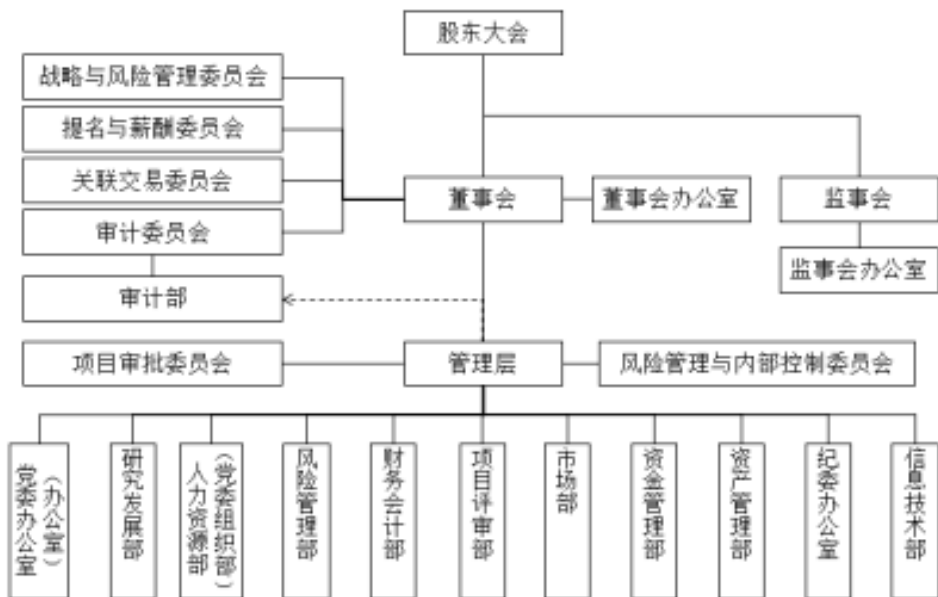 股东大会
战略与风险管理委员会
提名与薪酬委员会
关联交易委员会
董事会
董事会办公室
监事会
审计委员会
监事会办公室
审计部
项目审批委员会
管理层
风险管理与内部控制委员会
党委办公室
（办公室）
研究发展部
人力资源部
（党委组织部）
风险管理部
财务会计部
项目评审部
市场部
资金管理部
资产管理部
纪委办公室
信息技术部